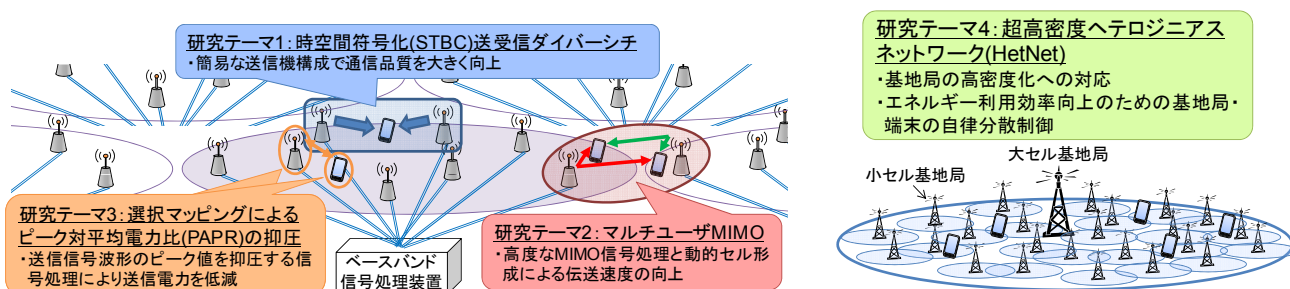 研究テーマ1：時空間符号化(STBC)送受信ダイバーシチ
・簡易な送信機構成で通信品質を大きく向上
研究テーマ3：選択マッピングによる
ピーク対平均電力比(PAPR)の抑圧
・送信信号波形のピーク値を抑圧する信
号処理により送信電力を低減
ベースバンド
信号処理装置
研究テーマ2：マルチユーザMIMO
・高度なMIMO信号処理と動的セル形
成による伝送速度の向上
研究テーマ4：超高密度ヘテロジニアス
ネットワーク(HetNet)
・基地局の高密度化への対応
・エネルギー利用効率向上のための基地局・
端末の自律分散制御
大セル基地局
小セル基地局